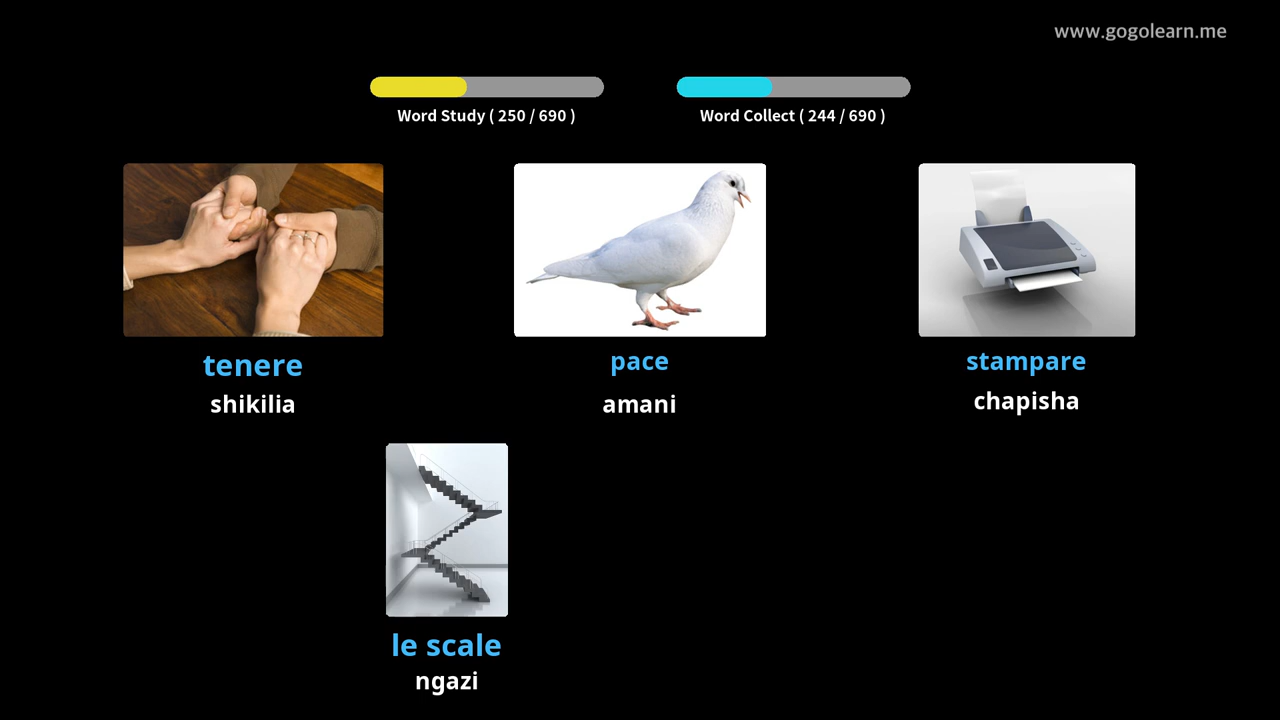 www.gogolearn.me
Word Study ( 250 / 690 )
Word Collect ( 244 / 690 )
tenere
shikilia
pace
amani
stampare
chapisha
le scale
ngazi